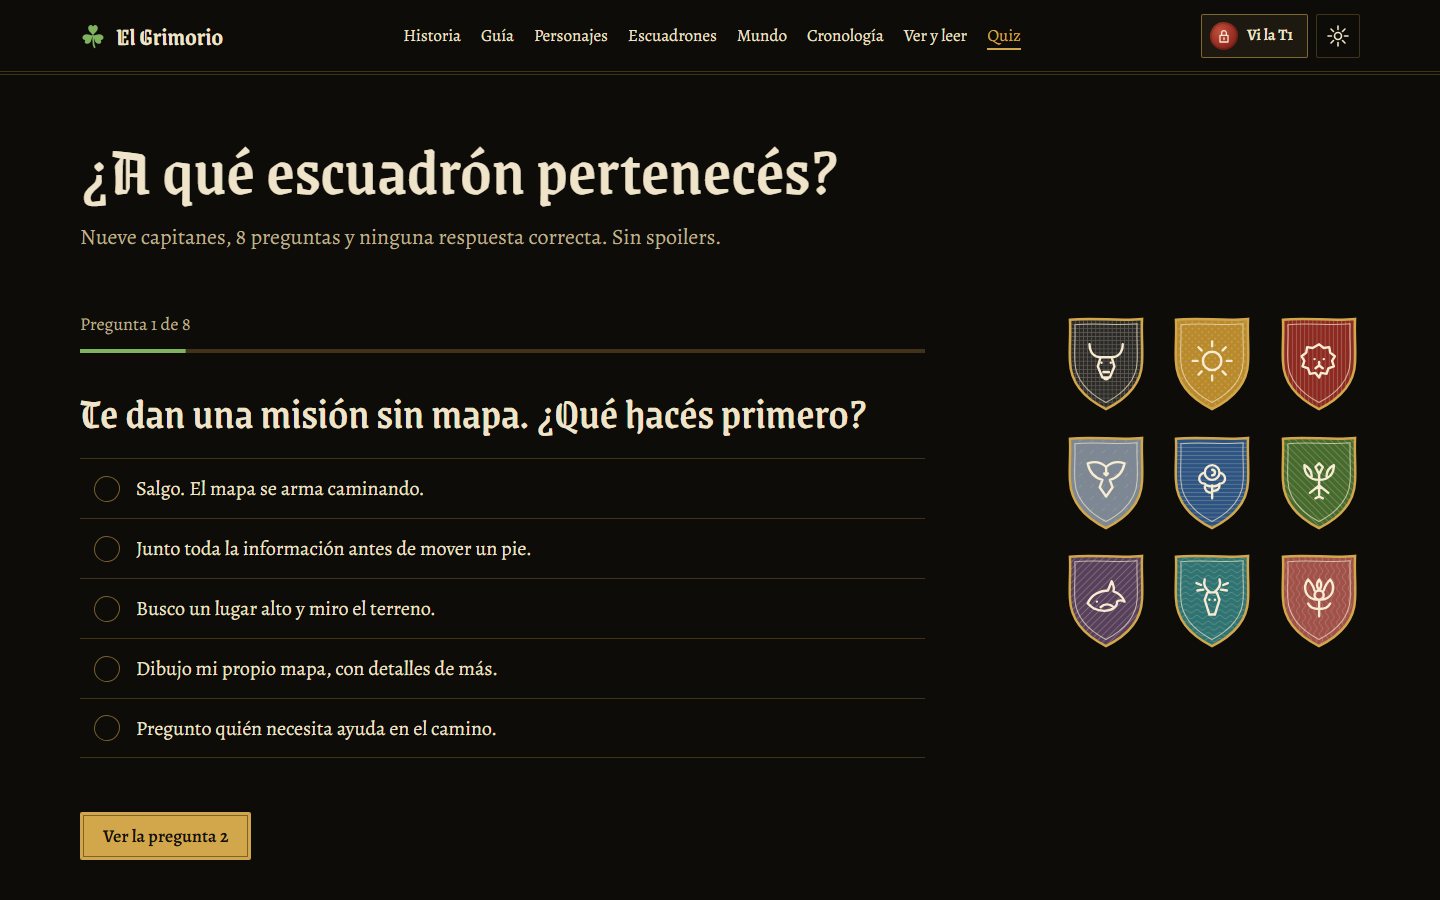 El Grimorio
Historia Guía Personajes Escuadrones Mundo Cronología Ver y leer Quiz
Vi la T1
¿A qué escuadrón pertenecés?
Nueve capitanes, 8 preguntas y ninguna respuesta correcta. Sin spoilers.
Pregunta 1 de 8
Te dan una misión sin mapa. ¿Qué hacés primero?
Salgo. El mapa se arma caminando.
Junto toda la información antes de mover un pie.
Busco un lugar alto y miro el terreno.
Dibujo mi propio mapa, con detalles de más.
Pregunto quién necesita ayuda en el camino.
Ver la pregunta 2